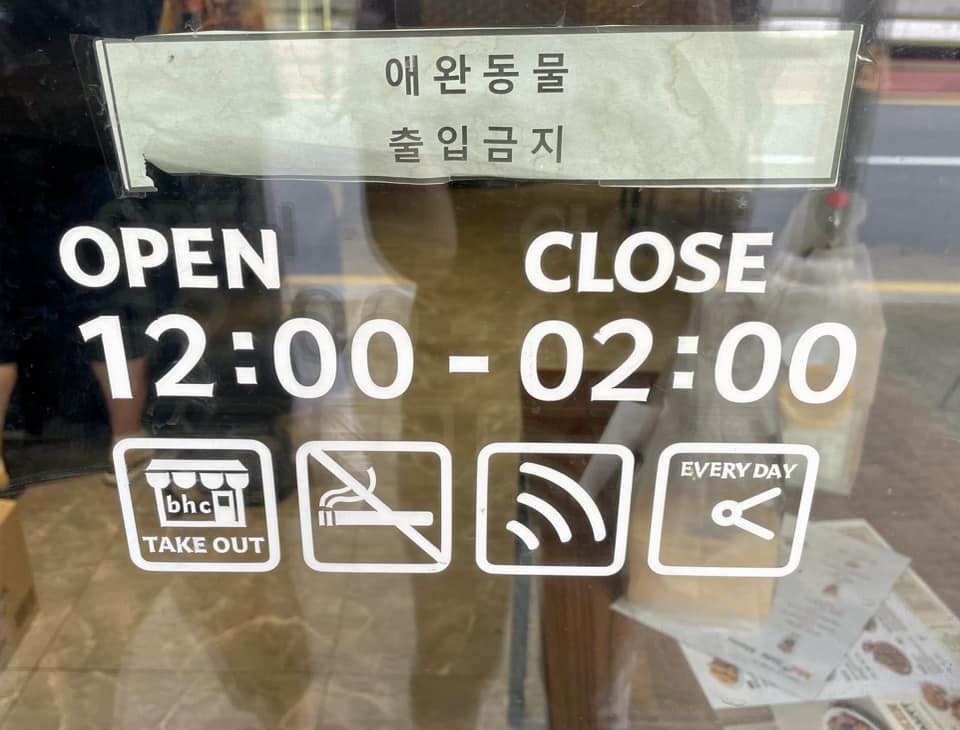 애완동물
출입금지
OPEN CLOSE
12:00 - 02:00
bhc
TAKE OUT
EVERY DAY